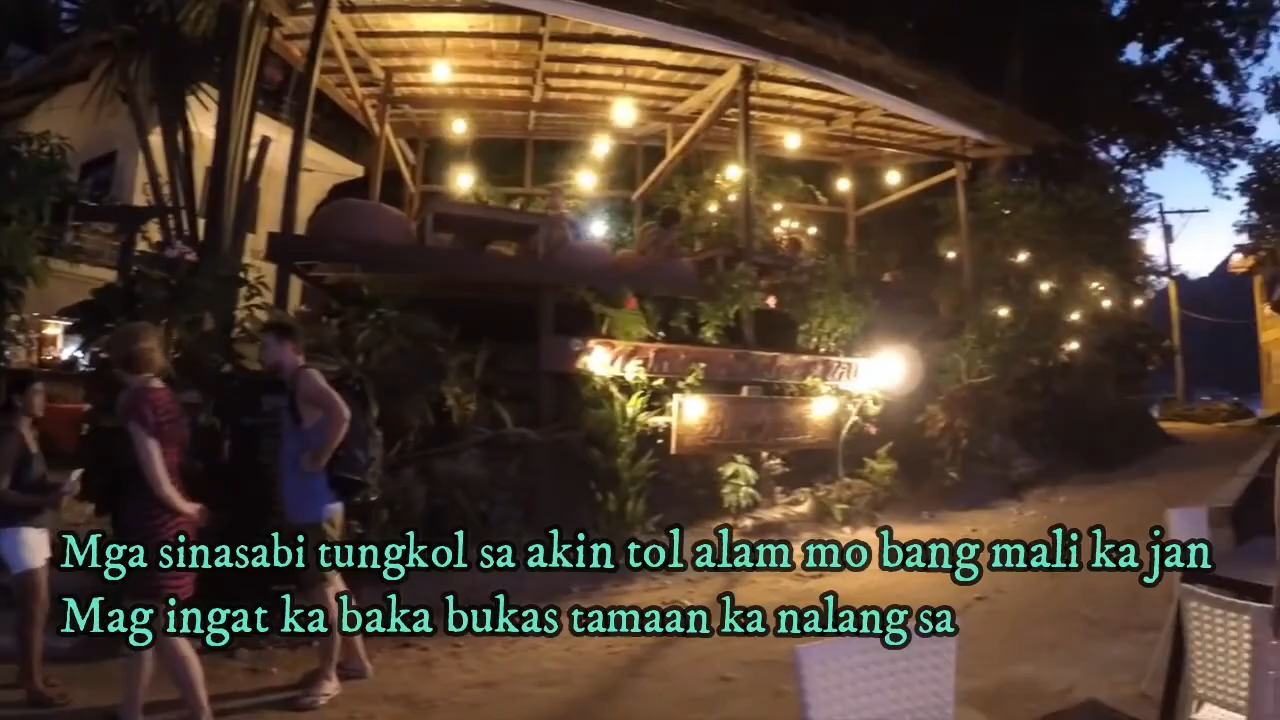 Mga sinasabi tungkol sa akin tol alam mo bang mali ka jan
Mag ingat ka baka bukas tamaan ka nalang sa